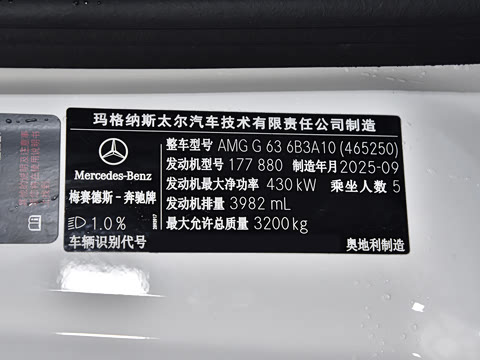 玛格纳斯太尔汽车技术有限责任公司制造
整车型号 AMG G 63 6B3A10 (465250)
发动机型号 177 880 制造年月 2025-09
Mercedes-Benz
发动机最大净功率 430 kW 乘坐人数 5
梅赛德斯-奔驰牌
发动机排量 3982 mL
1.0%
最大允许总质量 3200 kg
车辆识别代号
奥地利制造